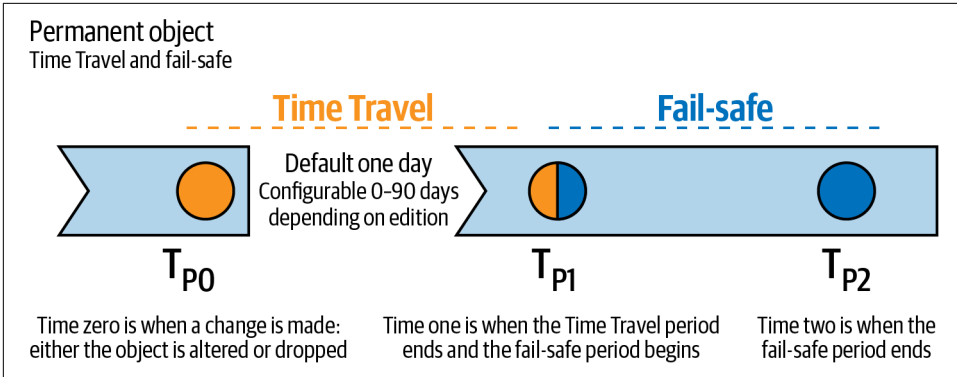 Permanent object
Time Travel and fail-safe
Time Travel
Fail-safe
Default one day
Configurable 0–90 days
depending on edition
TP0
TP1
TP2
Time zero is when a change is made:
either the object is altered or dropped
Time one is when the Time Travel period
ends and the fail-safe period begins
Time two is when the
fail-safe period ends